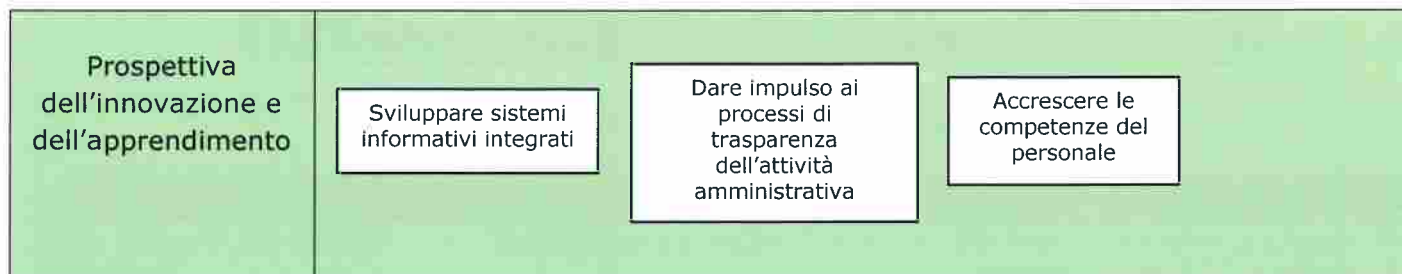 Prospettiva
dell'innovazione e
dell'apprendimento
Sviluppare sistemi
informativi integrati
Dare impulso ai
processi di
trasparenza
dell'attività
amministrativa
Accrescere le
competenze del
personale